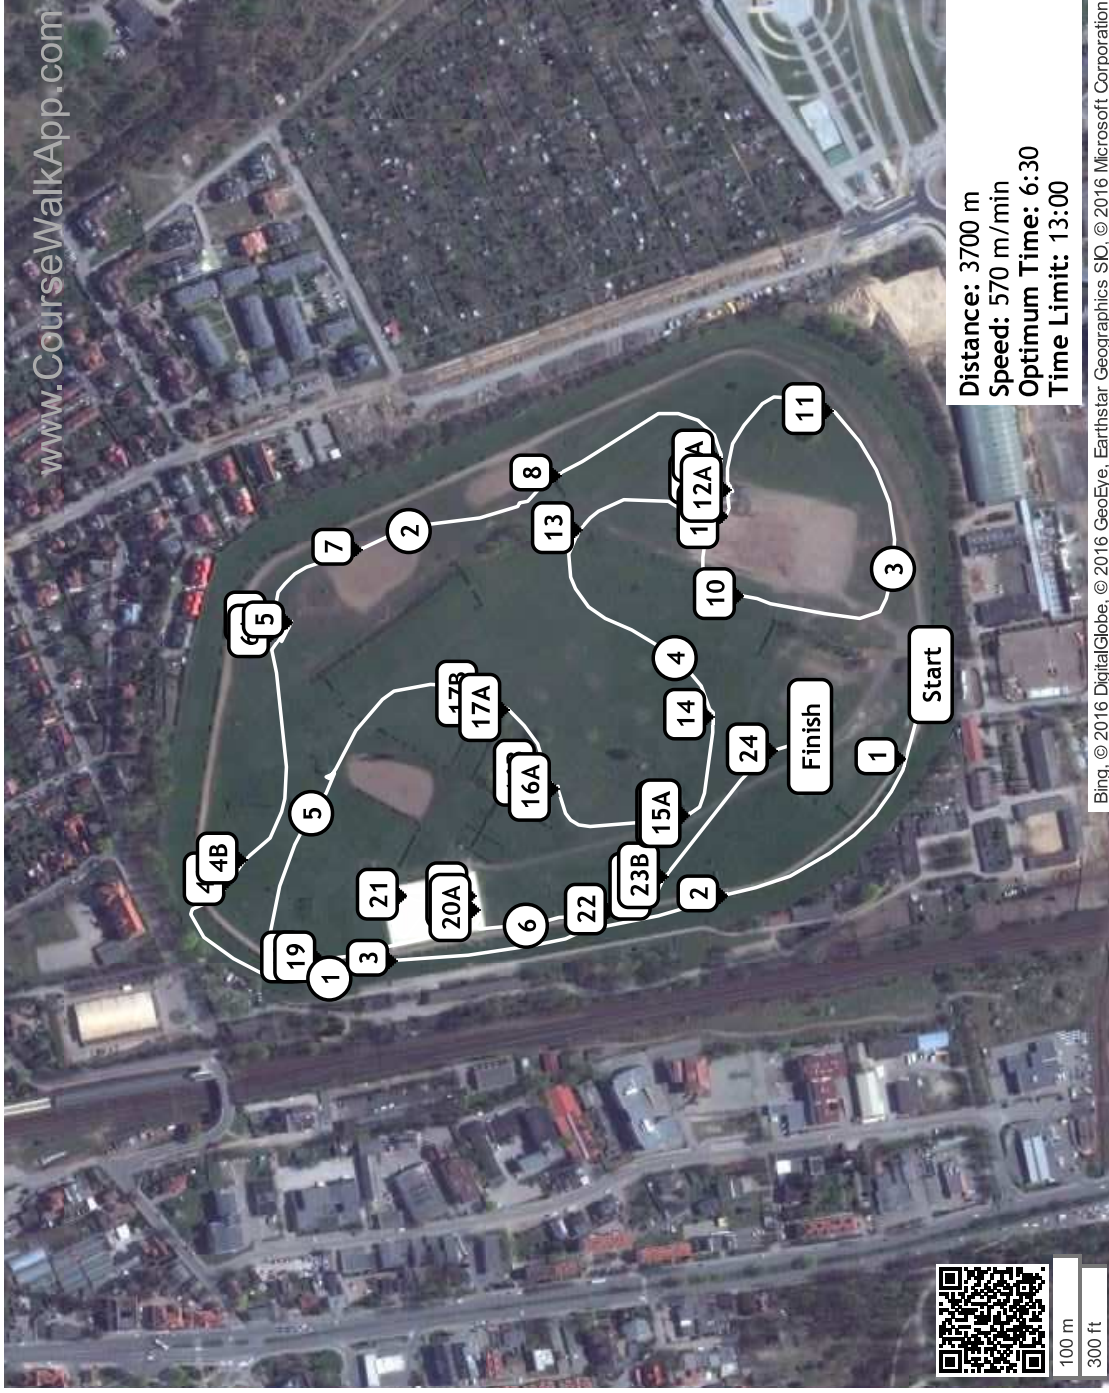 www.CourseWalkApp.com
Distance: 3700 m
Speed: 570 m/min
Optimum Time: 6:30
Time Limit: 13:00
Bing, © 2016 DigitalGlobe, © 2016 GeoEye, Earthstar Geographics SIO, © 2016 Microsoft Corporation
Start
1
2
3
1
4B
5
7
2
8
10
3
11
12A
13
4
14
15A
16A
17B
17A
5
19
20A
21
6
22
23B
24
Finish
100 m
300 ft